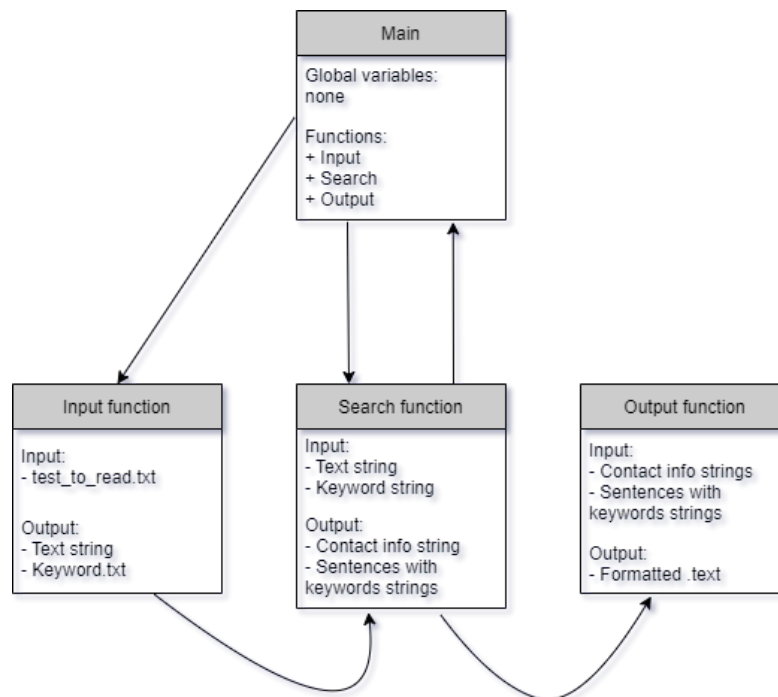 Main
Global variables:
none
Functions:
+ Input
+ Search
+ Output
Input function
Input:
- test_to_read.txt
Output:
- Text string
- Keyword.txt
Search function
Input:
- Text string
- Keyword string
Output:
- Contact info string
- Sentences with
keywords strings
Output function
Input:
- Contact info strings
- Sentences with
keywords strings
Output:
- Formatted .text